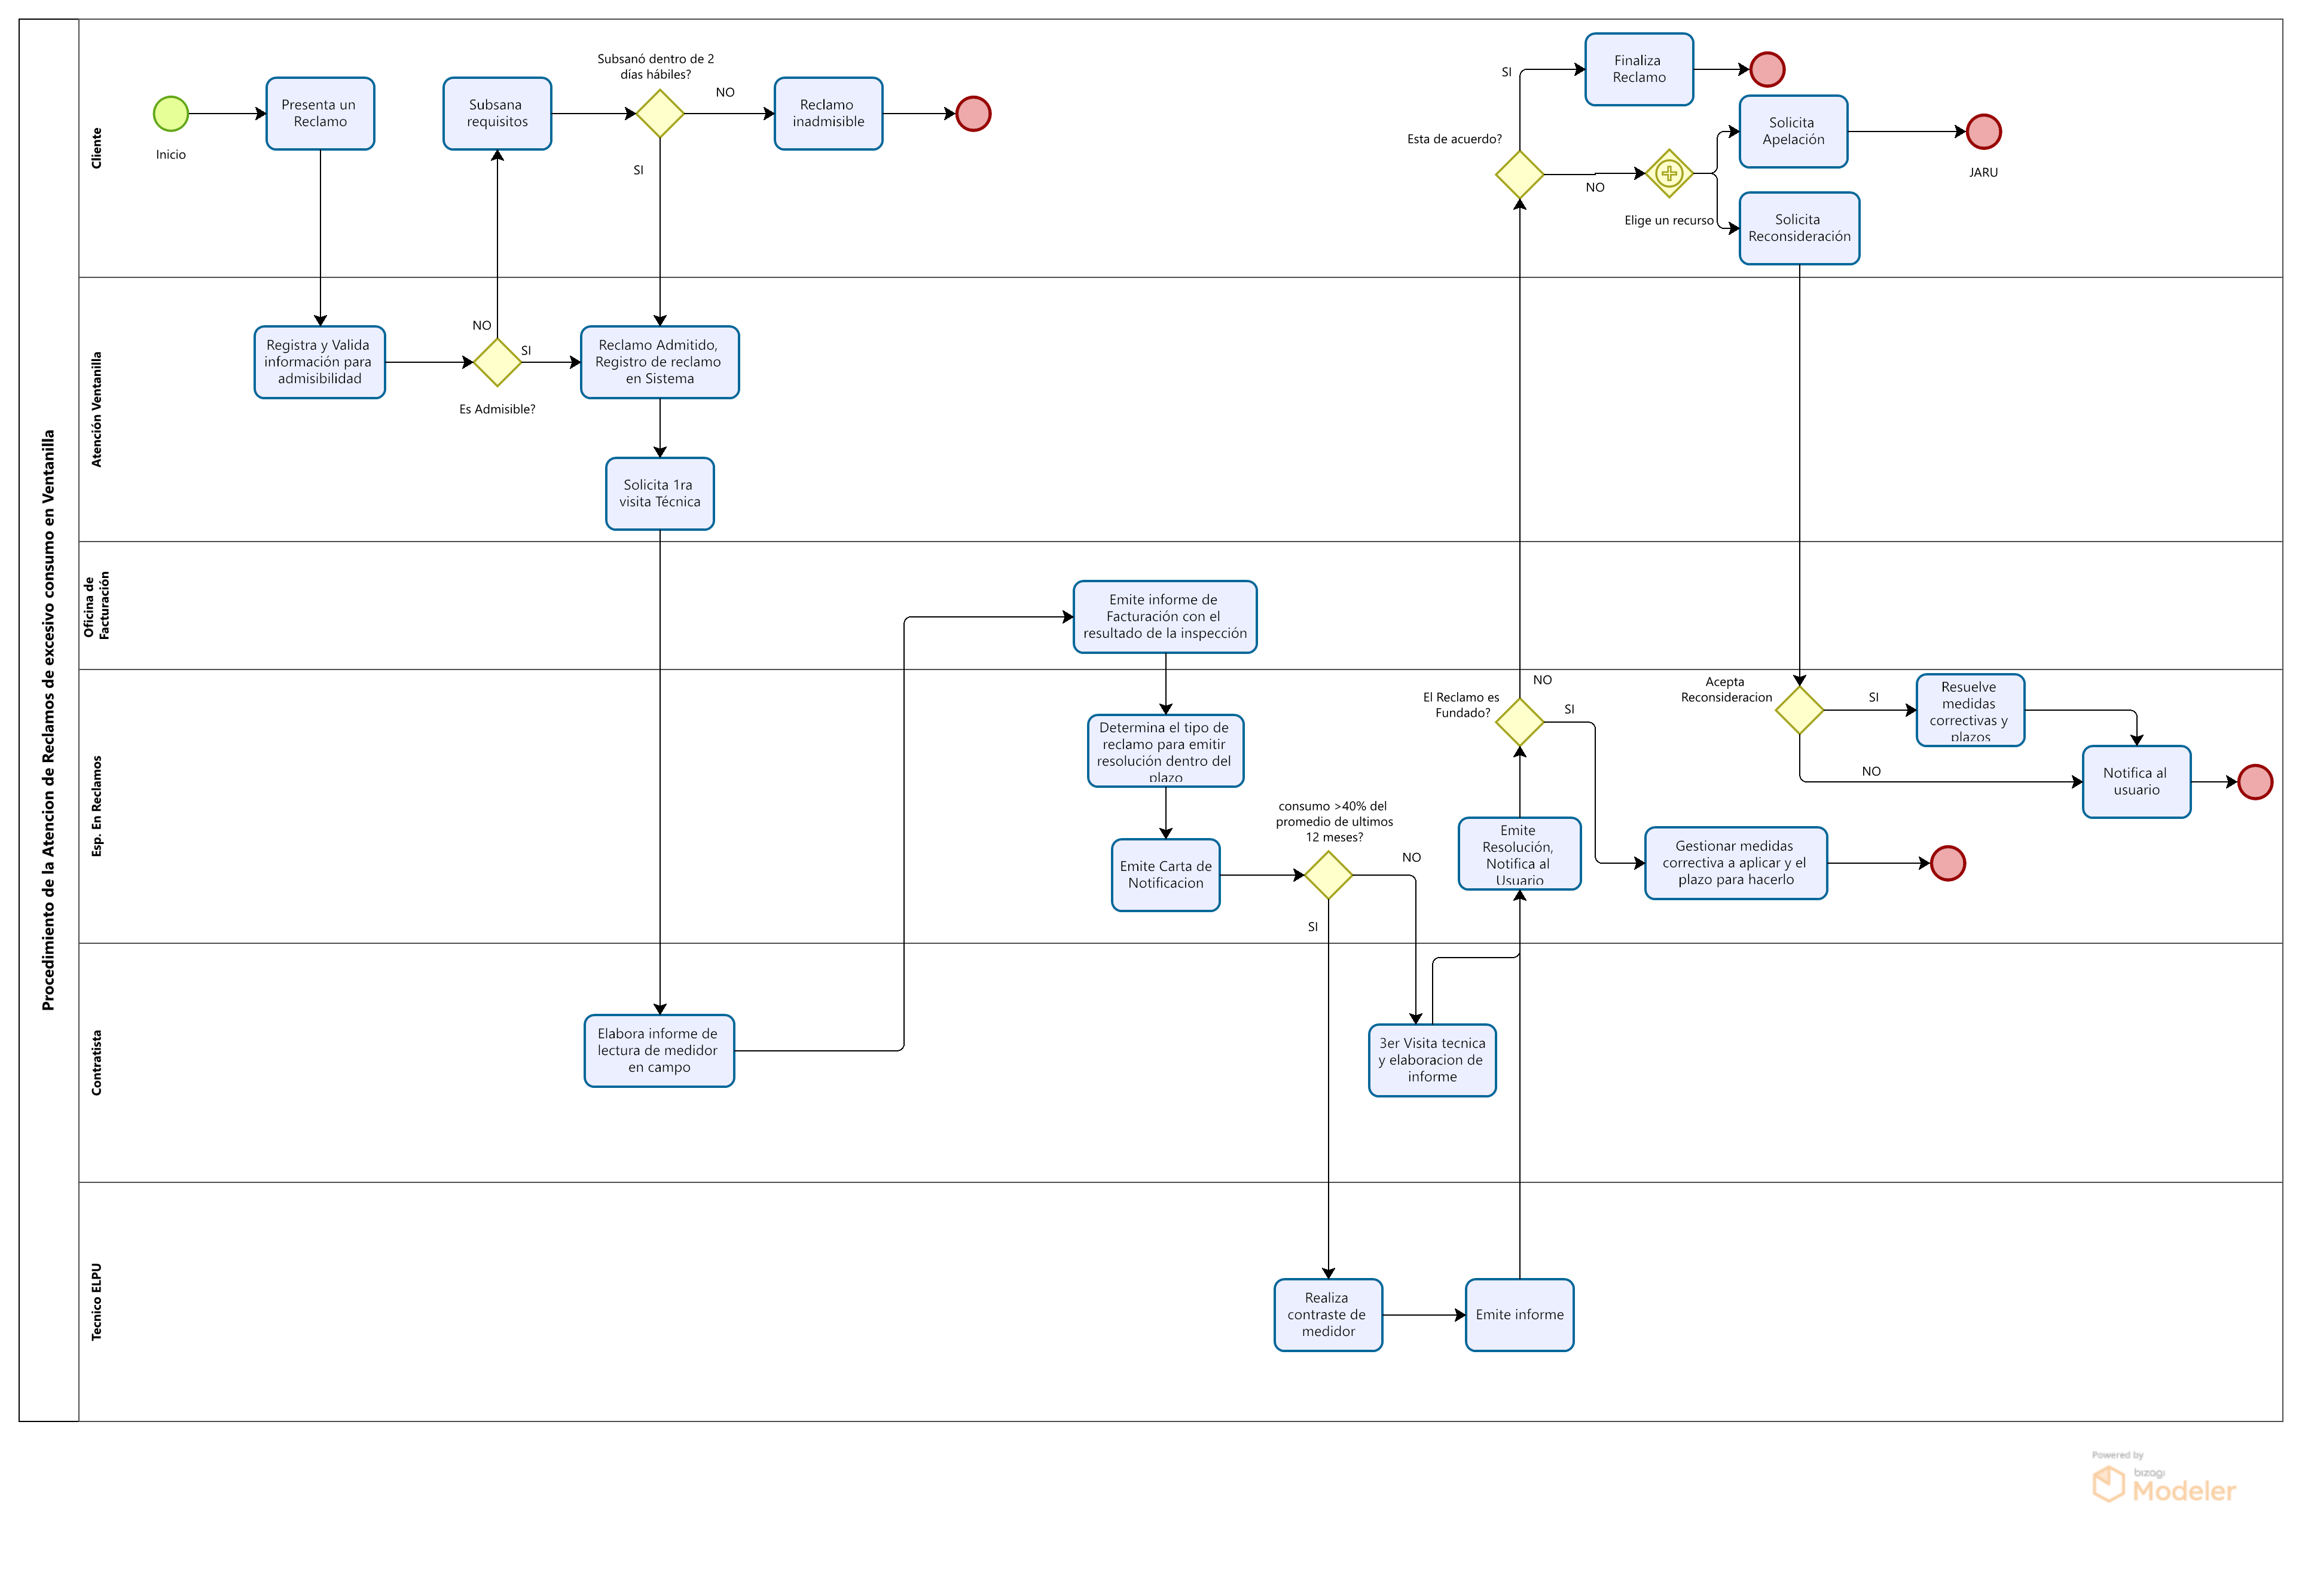 Procedimiento de la Atencion de Reclamos de excesivo consumo en Ventanilla
Cliente
Inicio
Presenta un
Reclamo
Subsana
requisitos
Subsanó dentro de 2
días hábiles?
NO
SI
Reclamo
inadmisible
Esta de acuerdo?
SI
NO
Finaliza
Reclamo
Elige un recurso
Solicita
Apelación
JARU
Solicita
Reconsideración
Atención Ventanilla
Registra y Valida
información para
admisibilidad
NO
SI
Es Admisible?
Reclamo Admitido,
Registro de reclamo
en Sistema
Solicita 1ra
visita Técnica
Oficina de
Facturación
Emite informe de
Facturación con el
resultado de la inspección
Esp. En Reclamos
Determina el tipo de
reclamo para emitir
resolución dentro del
plazo
Emite Carta de
Notificacion
consumo >40% del
promedio de ultimos
12 meses?
NO
SI
El Reclamo es
Fundado?
NO
SI
Emite
Resolución,
Notifica al
Usuario
Gestionar medidas
correctiva a aplicar y el
plazo para hacerlo
Acepta
Reconsideracion
SI
NO
Resuelve
medidas
correctivas y
plazos
Notifica al
usuario
Contratista
Elabora informe de
lectura de medidor
en campo
3er Visita tecnica
y elaboracion de
informe
Tecnico ELPU
Realiza
contraste de
medidor
Emite informe
Powered by
bizagi
Modeler